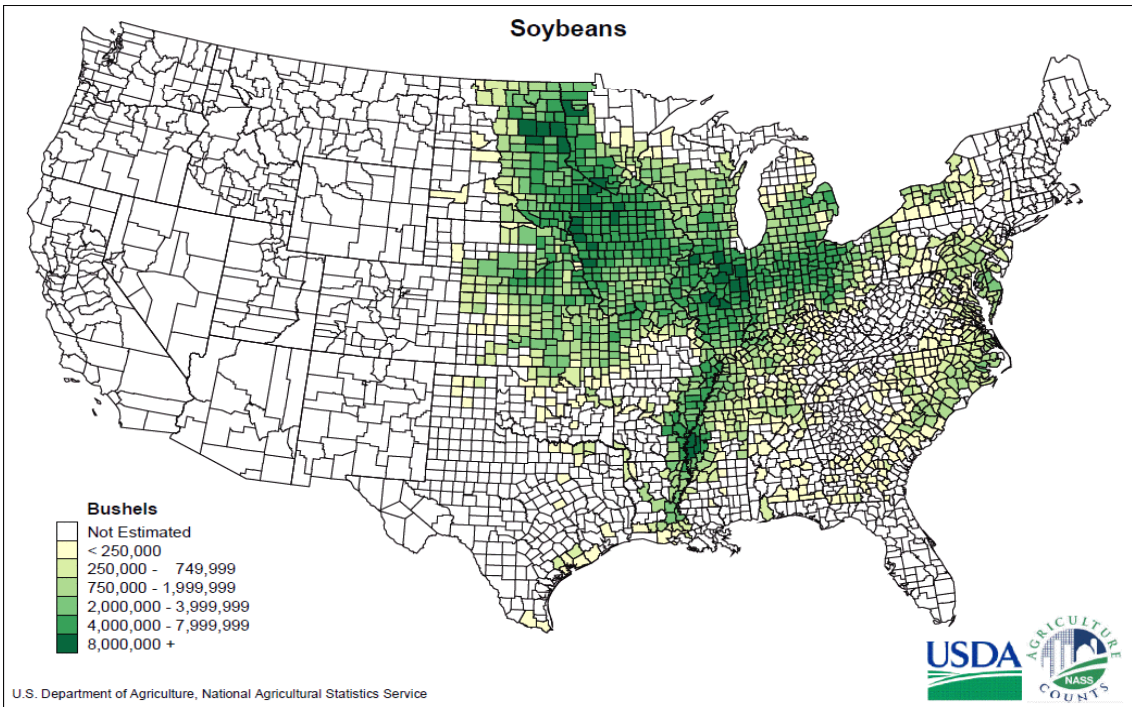 Soybeans
Bushels
Not Estimated
< 250,000
250,000 - 749,999
750,000 - 1,999,999
2,000,000 - 3,999,999
4,000,000 - 7,999,999
8,000,000 +
U.S. Department of Agriculture, National Agricultural Statistics Service
USDA
AGRICULTURE
NASS
COUNTS